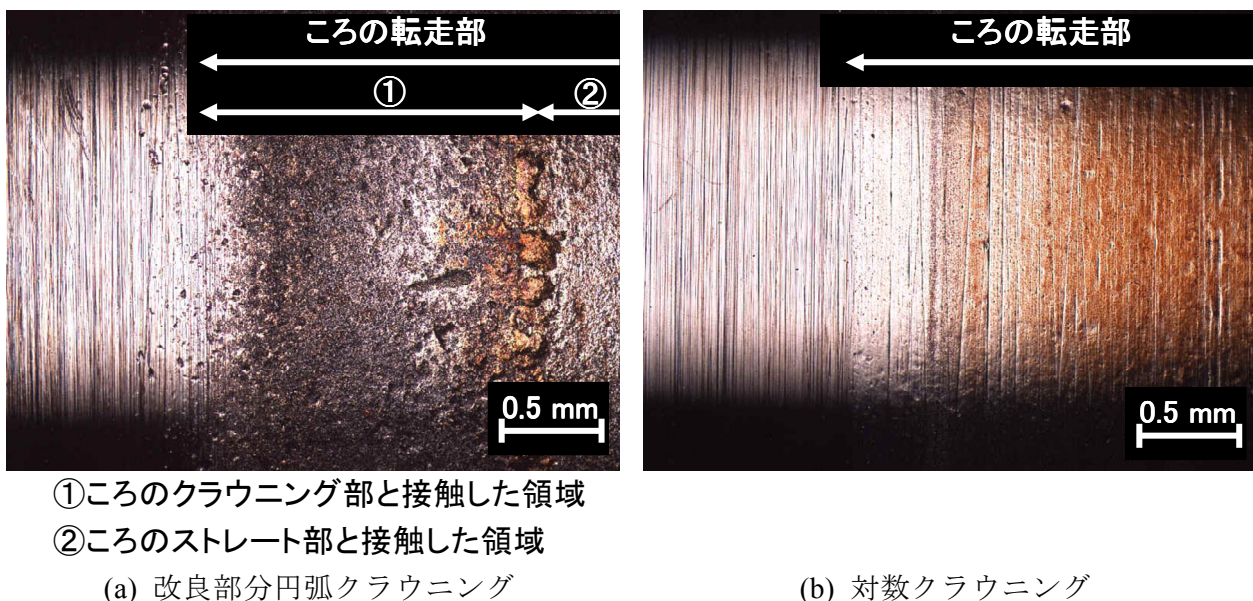 ころの転走部
① ②
0.5 mm
ころの転走部
0.5 mm
①ころのクラウニング部と接触した領域
②ころのストレート部と接触した領域
(a) 改良部分円弧クラウニング
(b) 対数クラウニング